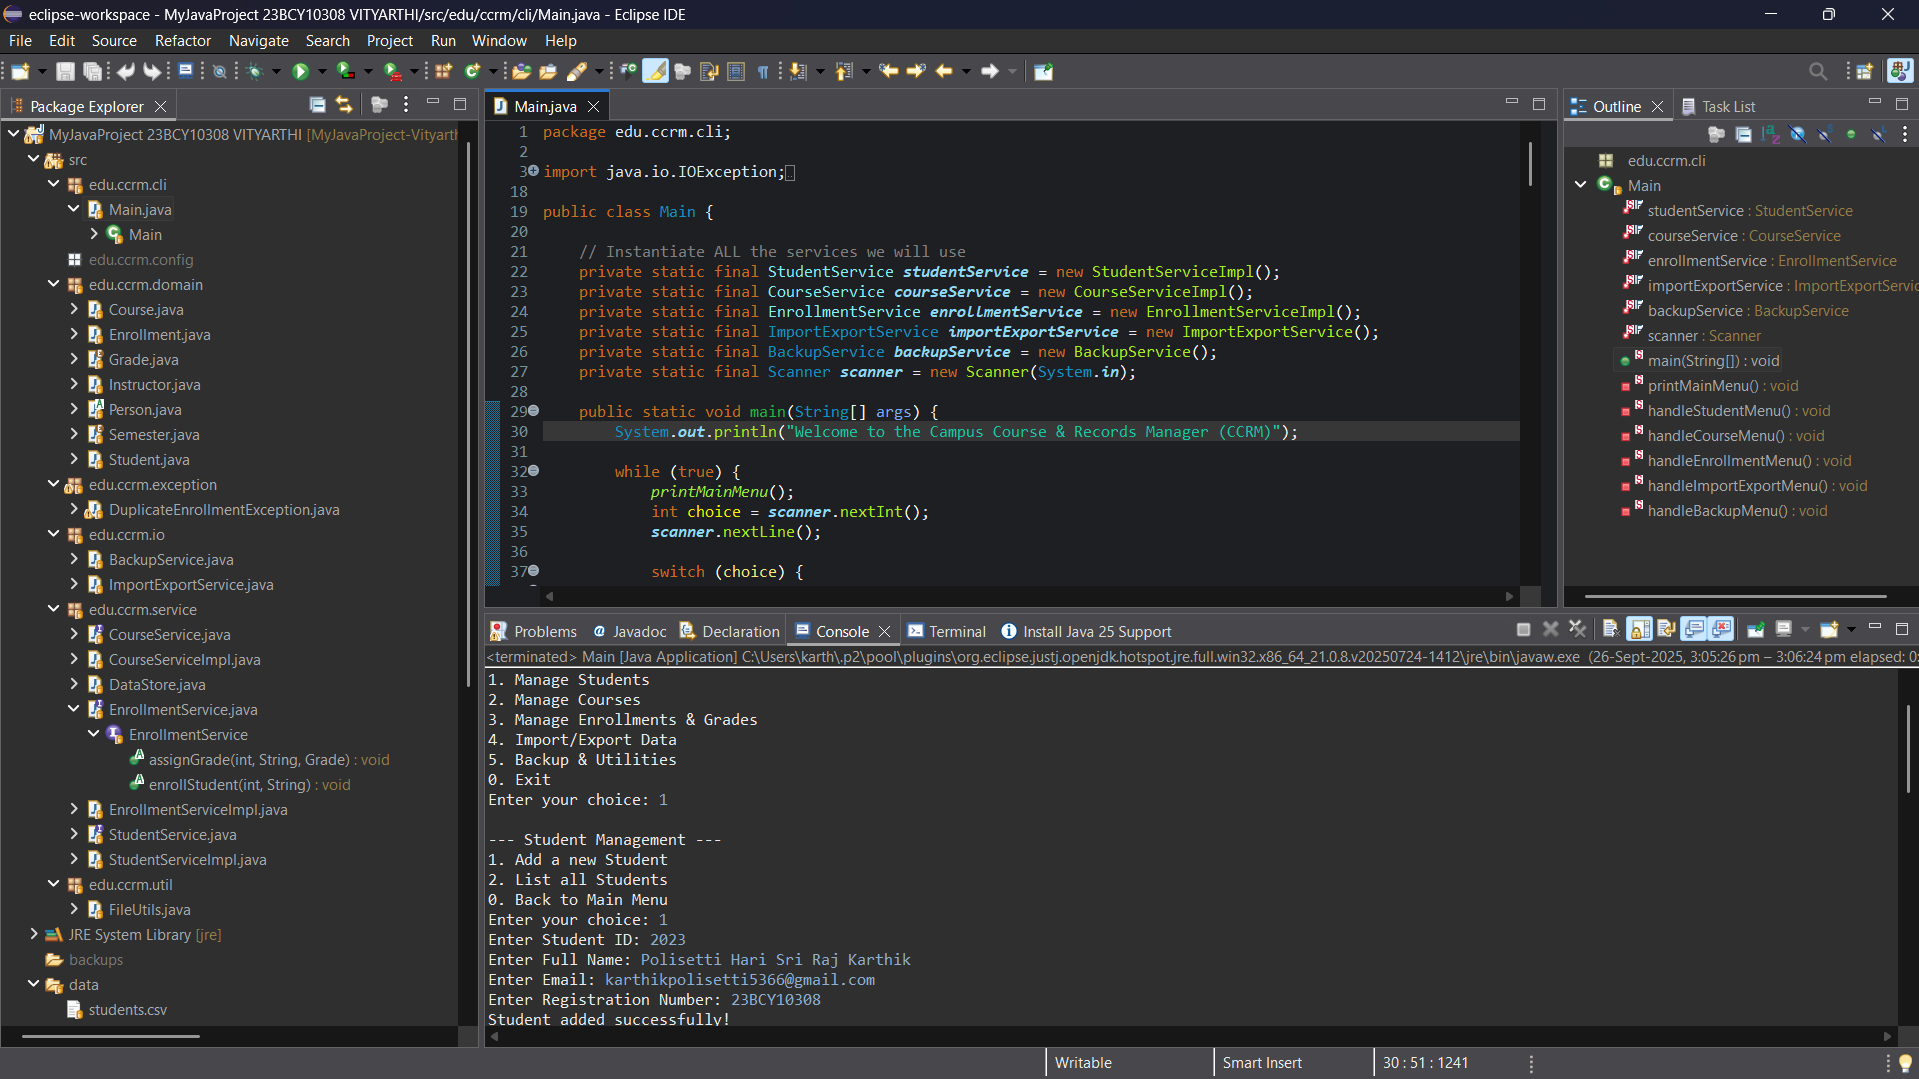 eclipse-workspace - MyJavaProject 23BCY10308 VITYARTHI/src/edu/ccrm/cli/Main.java - Eclipse IDE
File Edit Source Refactor Navigate Search Project Run Window Help
Package Explorer
MyJavaProject 23BCY10308 VITYARTHI [MyJavaProject-Vityarth
src
edu.ccrm.cli
Main.java
Main
edu.ccrm.config
edu.ccrm.domain
Course.java
Enrollment.java
Grade.java
Instructor.java
Person.java
Semester.java
Student.java
edu.ccrm.exception
DuplicateEnrollmentException.java
edu.ccrm.io
BackupService.java
ImportExportService.java
edu.ccrm.service
CourseService.java
CourseServiceImpl.java
DataStore.java
EnrollmentService.java
EnrollmentService
assignGrade(int, String, Grade) : void
enrollStudent(int, String) : void
EnrollmentServiceImpl.java
StudentService.java
StudentServiceImpl.java
edu.ccrm.util
FileUtils.java
JRE System Library [jre]
backups
data
students.csv
Main.java
1 package edu.ccrm.cli;
2
3 import java.io.IOException;
18
19 public class Main {
20
21 // Instantiate ALL the services we will use
22 private static final StudentService studentService = new StudentServiceImpl();
23 private static final CourseService courseService = new CourseServiceImpl();
24 private static final EnrollmentService enrollmentService = new EnrollmentServiceImpl();
25 private static final ImportExportService importExportService = new ImportExportService();
26 private static final BackupService backupService = new BackupService();
27 private static final Scanner scanner = new Scanner(System.in);
28
29 public static void main(String[] args) {
30 System.out.println("Welcome to the Campus Course & Records Manager (CCRM)");
31
32 while (true) {
33 printMainMenu();
34 int choice = scanner.nextInt();
35 scanner.nextLine();
36
37 switch (choice) {
Outline Task List
edu.ccrm.cli
Main
studentService : StudentService
courseService : CourseService
enrollmentService : EnrollmentService
importExportService : ImportExportServic
backupService : BackupService
scanner : Scanner
main(String[]) : void
printMainMenu() : void
handleStudentMenu() : void
handleCourseMenu() : void
handleEnrollmentMenu() : void
handleImportExportMenu() : void
handleBackupMenu() : void
Problems Javadoc Declaration Console Terminal Install Java 25 Support
<terminated> Main [Java Application] C:\Users\karth\.p2\pool\plugins\org.eclipse.justj.openjdk.hotspot.jre.full.win32.x86_64_21.0.8.v20250724-1412\jre\bin\javaw.exe (26-Sept-2025, 3:05:26 pm – 3:06:24 pm elapsed: 0
1. Manage Students
2. Manage Courses
3. Manage Enrollments & Grades
4. Import/Export Data
5. Backup & Utilities
0. Exit
Enter your choice: 1
--- Student Management ---
1. Add a new Student
2. List all Students
0. Back to Main Menu
Enter your choice: 1
Enter Student ID: 2023
Enter Full Name: Polisetti Hari Sri Raj Karthik
Enter Email: karthikpolisetti5366@gmail.com
Enter Registration Number: 23BCY10308
Student added successfully!
Writable Smart Insert 30 : 51 : 1241